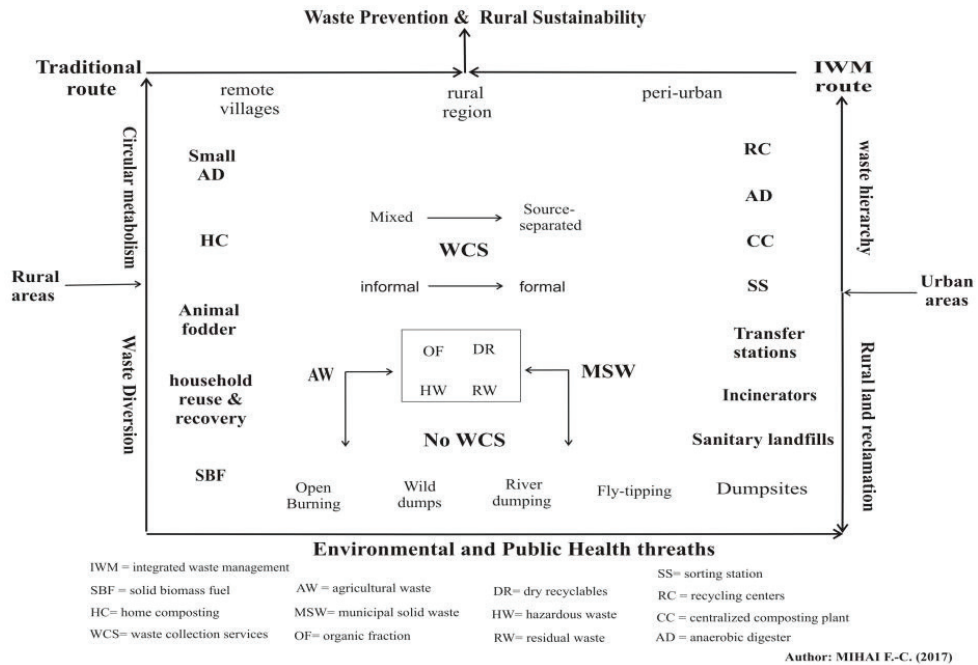 Waste Prevention & Rural Sustainability
Traditional
route
IWM
route
remote
villages
rural
region
peri-urban
Circular metabolism
Small
AD
RC
waste hierarchy
AD
Mixed
Source-
separated
HC
WCS
CC
Rural
areas
informal
formal
SS
Urban
areas
Animal
fodder
Transfer
stations
OF
DR
AW
HW
RW
MSW
Waste Diversion
household
reuse &
recovery
Incinerators
Rural land reclamation
No WCS
Sanitary landfills
SBF
Open
Burning
Wild
dumps
River
dumping
Fly-tipping
Dumpsites
Environmental and Public Health threaths
IWM = integrated waste management
SBF = solid biomass fuel
HC= home composting
WCS= waste collection services
AW = agricultural waste
MSW= municipal solid waste
OF= organic fraction
DR= dry recyclables
HW= hazardous waste
RW= residual waste
SS= sorting station
RC = recycling centers
CC = centralized composting plant
AD = anaerobic digester
Author: MIHAI F.-C. (2017)